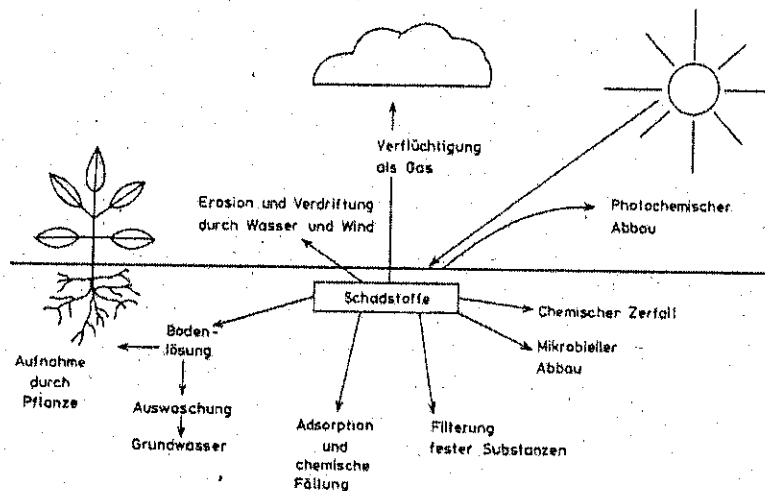 Verflüchtigung
als Gas
Erosion und Verdriftung
durch Wasser und Wind
Photochemischer
Abbau
Schadstoffe
Chemischer Zerfall
Mikrobieller
Abbau
Boden-
lösung
Aufnahme
durch
Pflanze
Auswaschung
Grundwasser
Adsorption
und
chemische
Fällung
Filterung
fester Substanzen